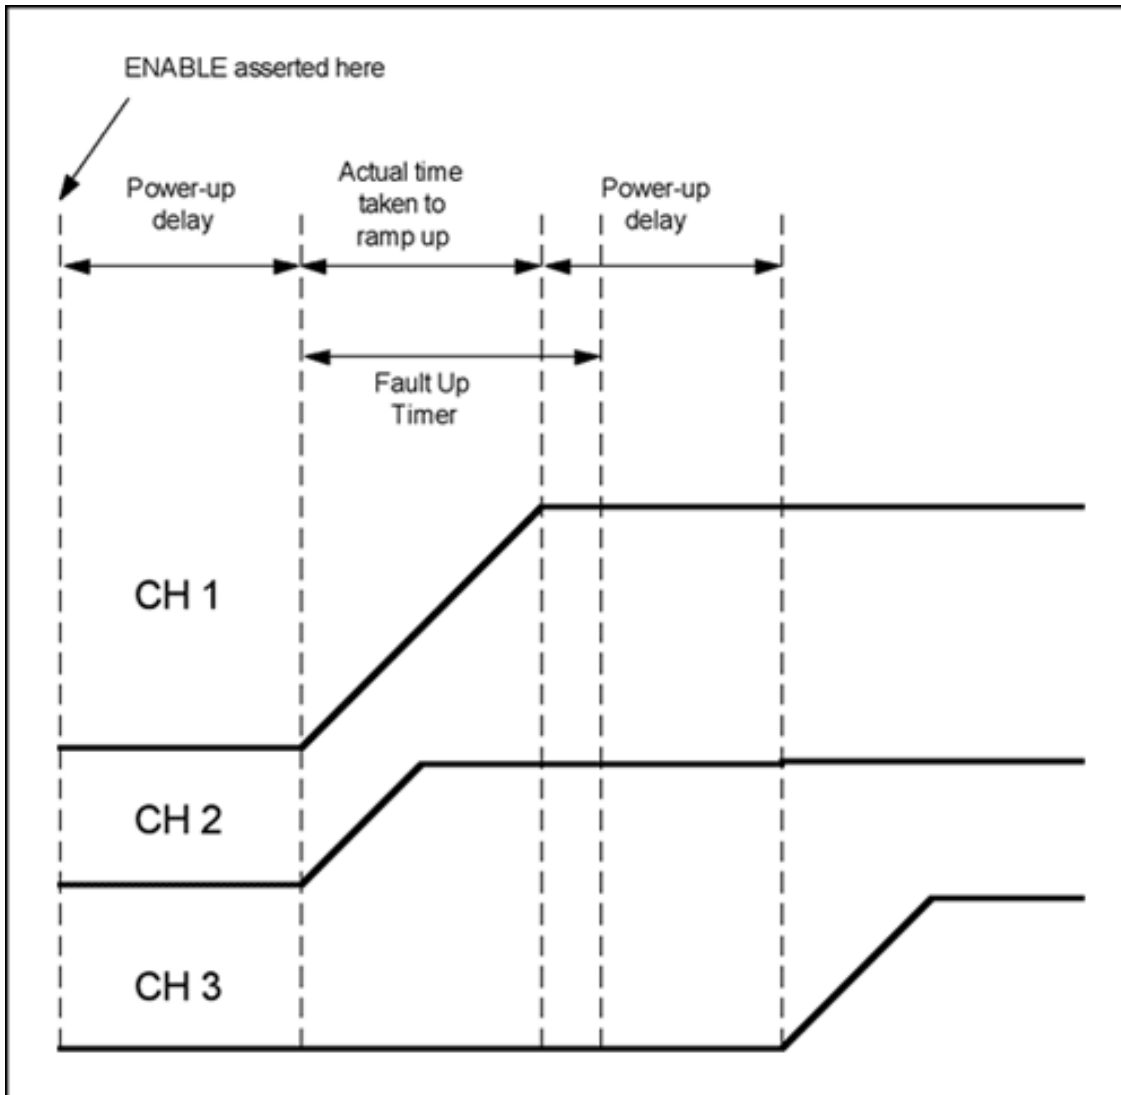 ENABLE asserted here
Power-up
delay
Actual time
taken to
ramp up
Power-up
delay
Fault Up
Timer
CH 1
CH 2
CH 3